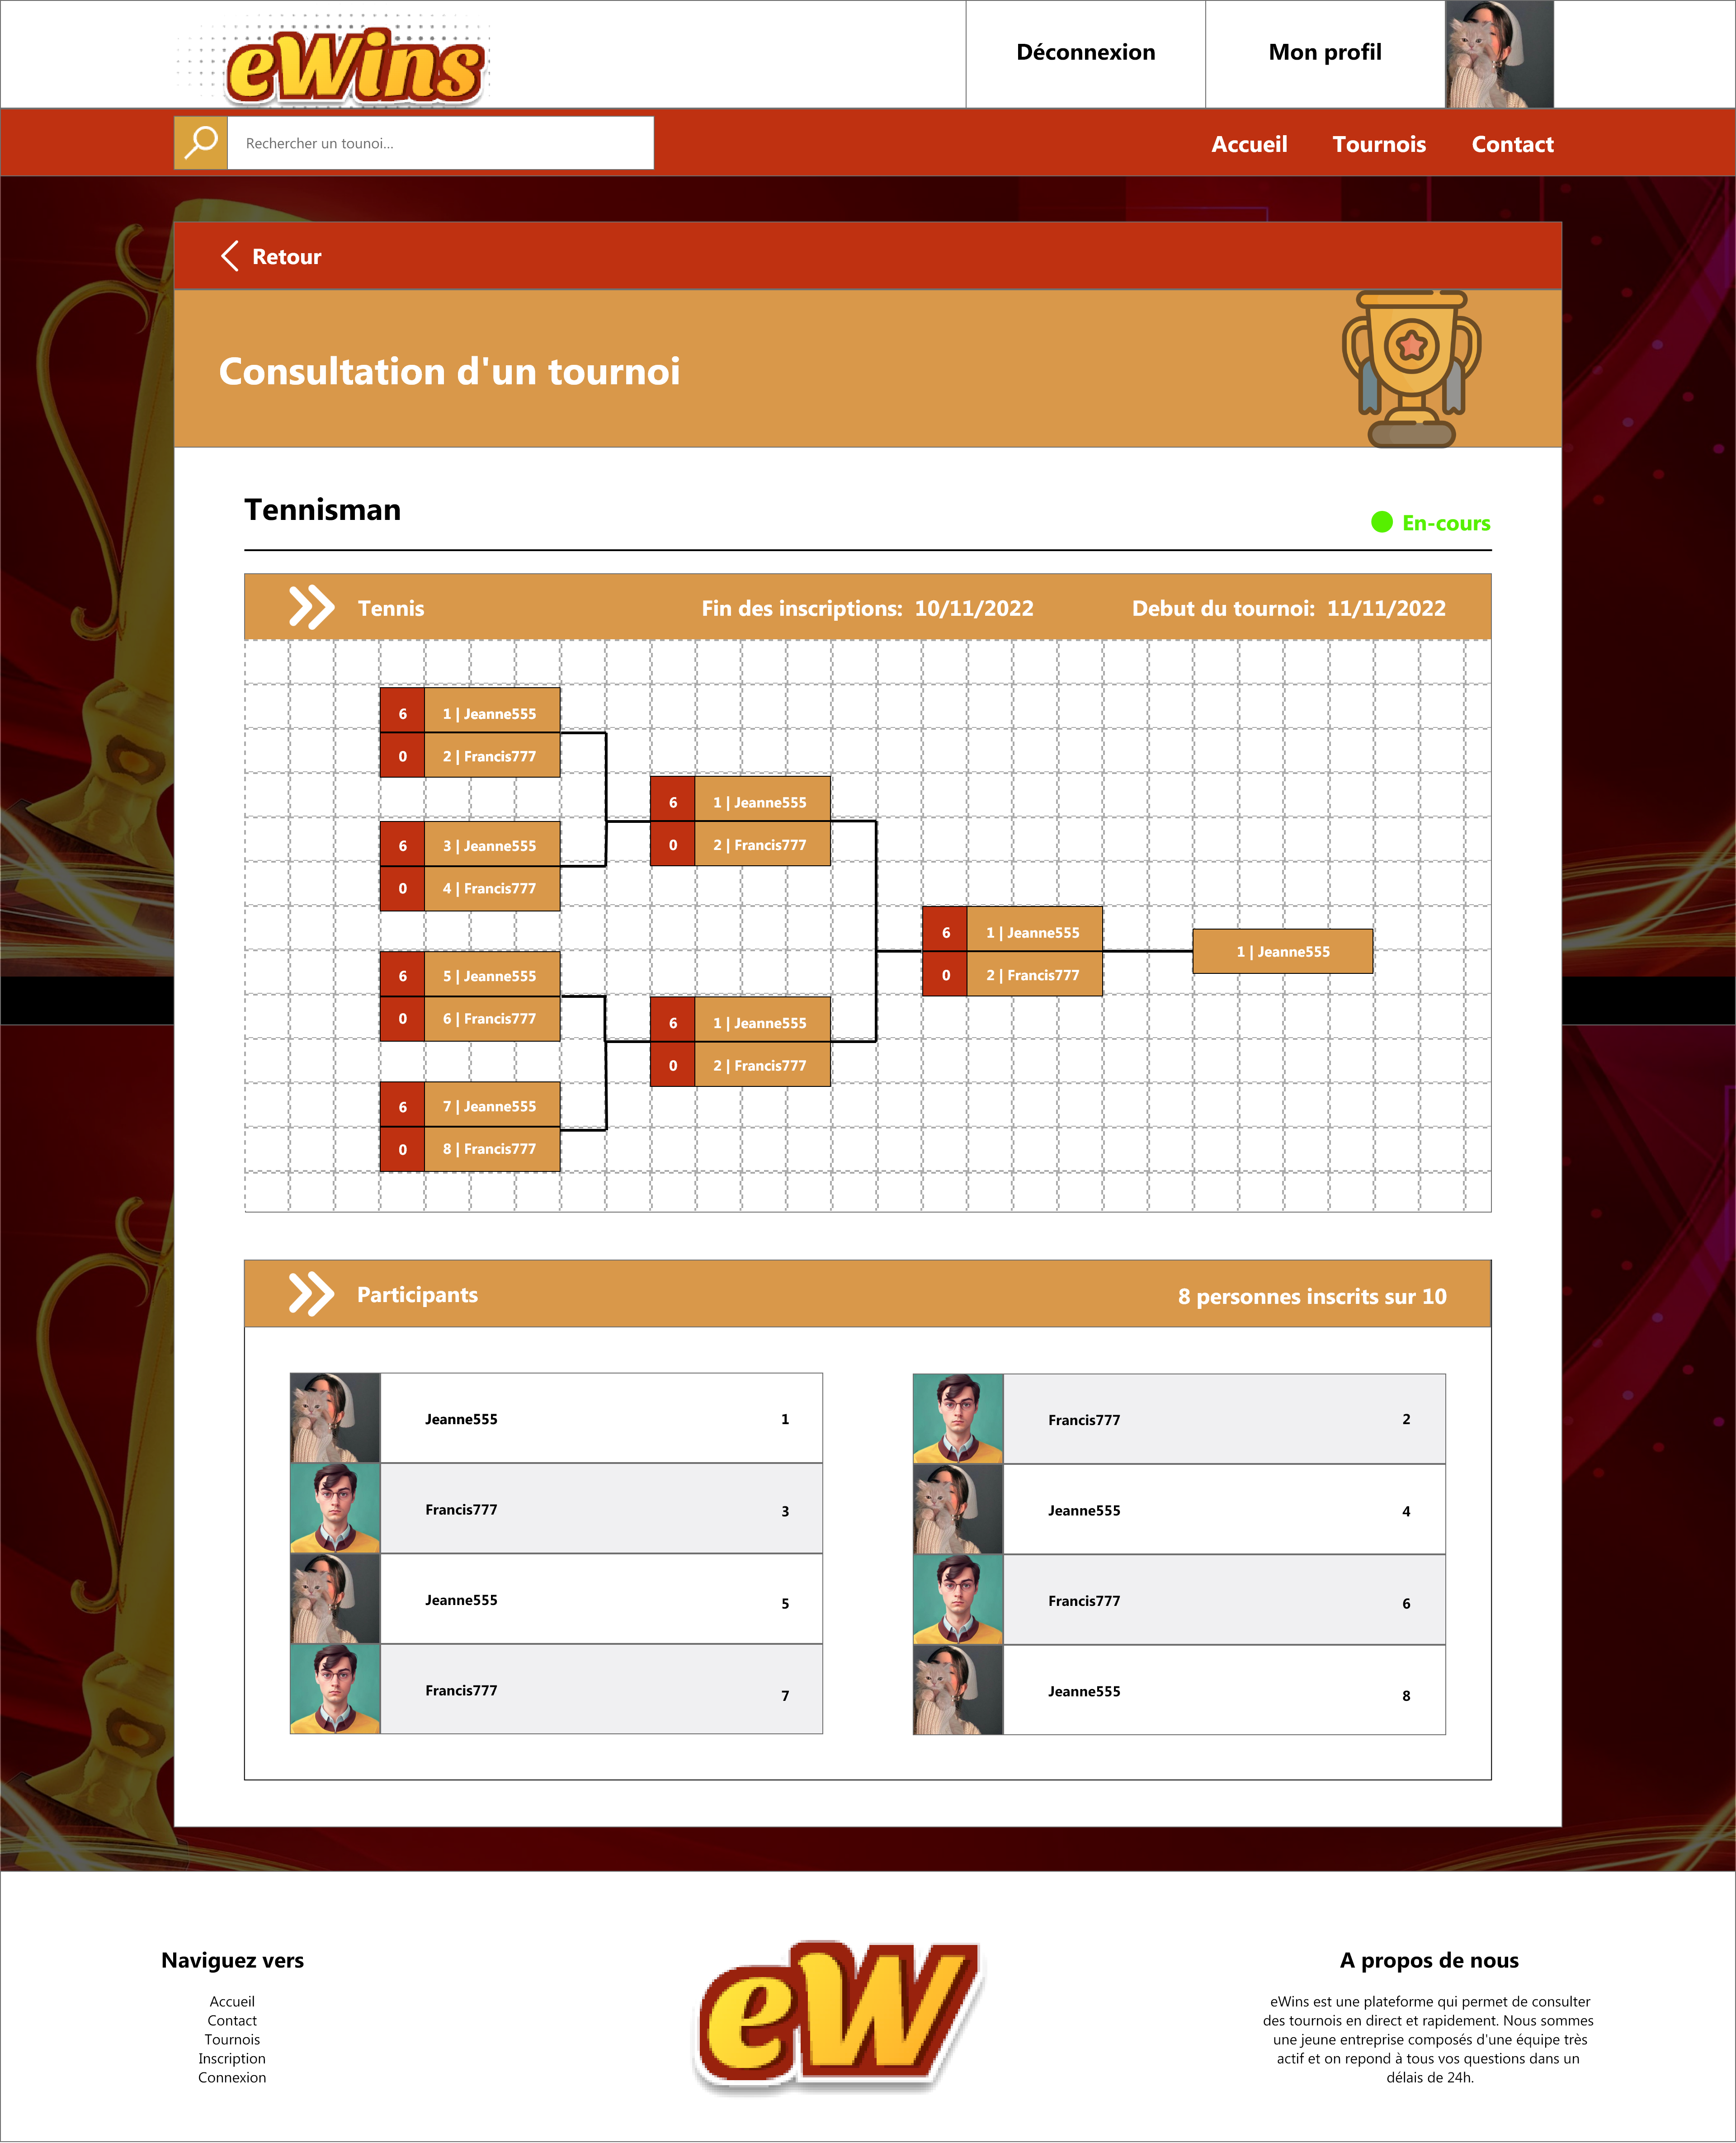 eWins
Déconnexion
Mon profil
Rechercher un tounoi...
Accueil
Tournois
Contact
Retour
Consultation d'un tournoi
Tennisman
En-cours
Tennis
Fin des inscriptions: 10/11/2022
Debut du tournoi: 11/11/2022
6 1 | Jeanne555
0 2 | Francis777
6 3 | Jeanne555
0 4 | Francis777
6 5 | Jeanne555
0 6 | Francis777
6 7 | Jeanne555
0 8 | Francis777
6 1 | Jeanne555
0 2 | Francis777
6 1 | Jeanne555
0 2 | Francis777
6 1 | Jeanne555
0 2 | Francis777
1 | Jeanne555
Participants
8 personnes inscrits sur 10
Jeanne555 1
Francis777 2
Francis777 3
Jeanne555 4
Jeanne555 5
Francis777 6
Francis777 7
Jeanne555 8
Naviguez vers
Accueil
Contact
Tournois
Inscription
Connexion
eW
A propos de nous
eWins est une plateforme qui permet de consulter
des tournois en direct et rapidement. Nous sommes
une jeune entreprise composés d'une équipe très
actif et on repond à tous vos questions dans un
délais de 24h.